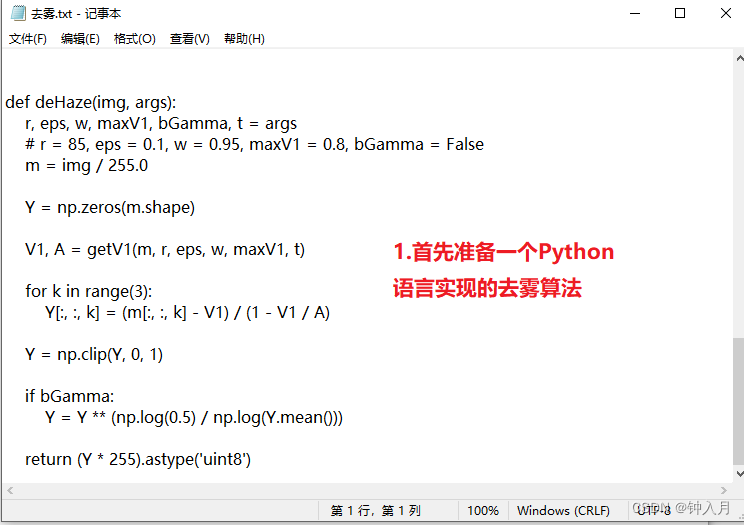 去雾.txt - 记事本
文件(F) 编辑(E) 格式(O) 查看(V) 帮助(H)
def deHaze(img, args):
    r, eps, w, maxV1, bGamma, t = args
    # r = 85, eps = 0.1, w = 0.95, maxV1 = 0.8, bGamma = False
    m = img / 255.0
    Y = np.zeros(m.shape)
    V1, A = getV1(m, r, eps, w, maxV1, t)
    for k in range(3):
        Y[:, :, k] = (m[:, :, k] - V1) / (1 - V1 / A)
    Y = np.clip(Y, 0, 1)
    if bGamma:
        Y = Y ** (np.log(0.5) / np.log(Y.mean()))
    return (Y * 255).astype('uint8')
1.首先准备一个Python
语言实现的去雾算法
第 1 行，第 1 列 100% Windows (CRLF) UTF-8
CSDN @钟入月